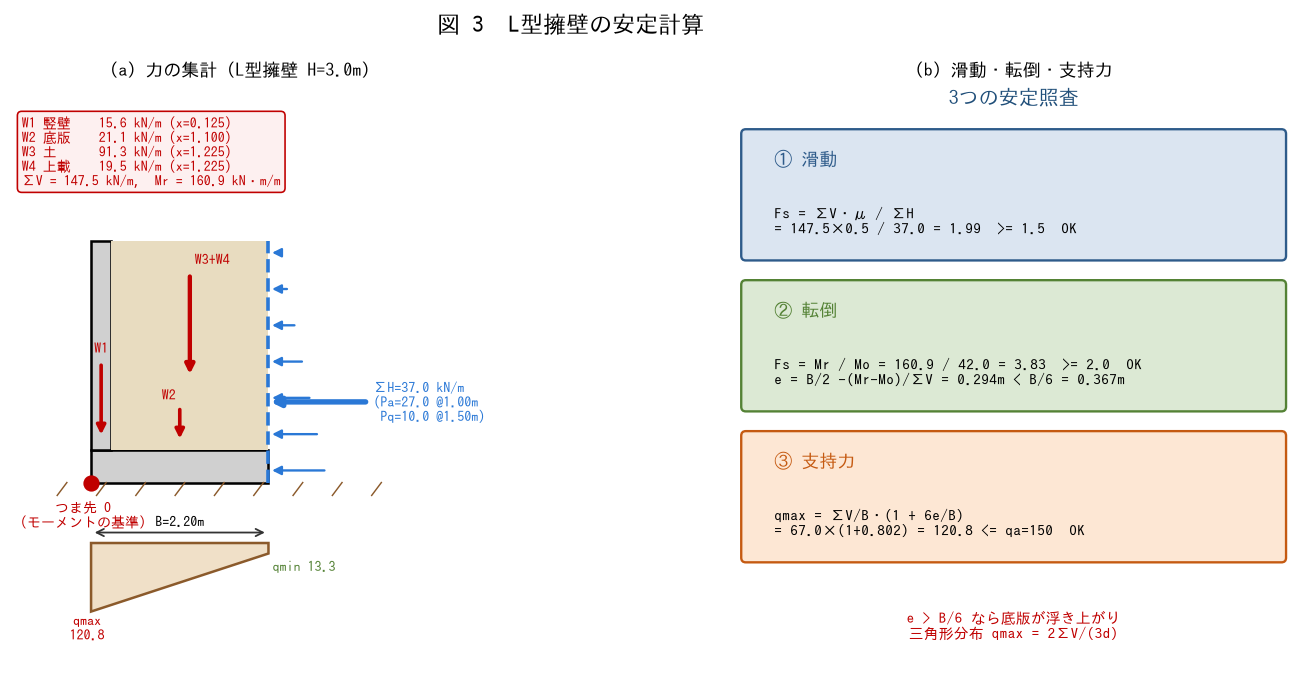 図 3　L型擁壁の安定計算
(a) 力の集計（L型擁壁 H=3.0m）
W1 竪壁　　15.6 kN/m (x=0.125)
W2 底版　　21.1 kN/m (x=1.100)
W3 土　　　91.3 kN/m (x=1.225)
W4 上載　　19.5 kN/m (x=1.225)
ΣV = 147.5 kN/m,　Mr = 160.9 kN・m/m
W3+W4
W1
W2
ΣH=37.0 kN/m
(Pa=27.0 @1.00m
Pq=10.0 @1.50m)
つま先 O
（モーメントの基準）
B=2.20m
qmin 13.3
qmax
120.8
(b) 滑動・転倒・支持力
3つの安定照査
① 滑動
Fs = ΣV・μ / ΣH
= 147.5×0.5 / 37.0 = 1.99　>= 1.5　OK
② 転倒
Fs = Mr / Mo = 160.9 / 42.0 = 3.83　>= 2.0　OK
e = B/2 -(Mr-Mo)/ΣV = 0.294m < B/6 = 0.367m
③ 支持力
qmax = ΣV/B・(1 + 6e/B)
= 67.0×(1+0.802) = 120.8 <= qa=150　OK
e > B/6 なら底版が浮き上がり
三角形分布 qmax = 2ΣV/(3d)